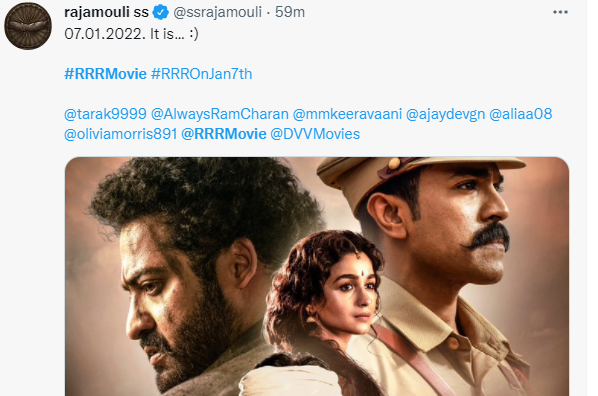 rajamouli ss @ssrajamouli · 59m
07.01.2022. It is... :)
#RRRMovie #RRROnJan7th
@tarak9999 @AlwaysRamCharan @mmkeeravaani @ajaydevgn @aliaa08
@oliviamorris891 @RRRMovie @DVVMovies